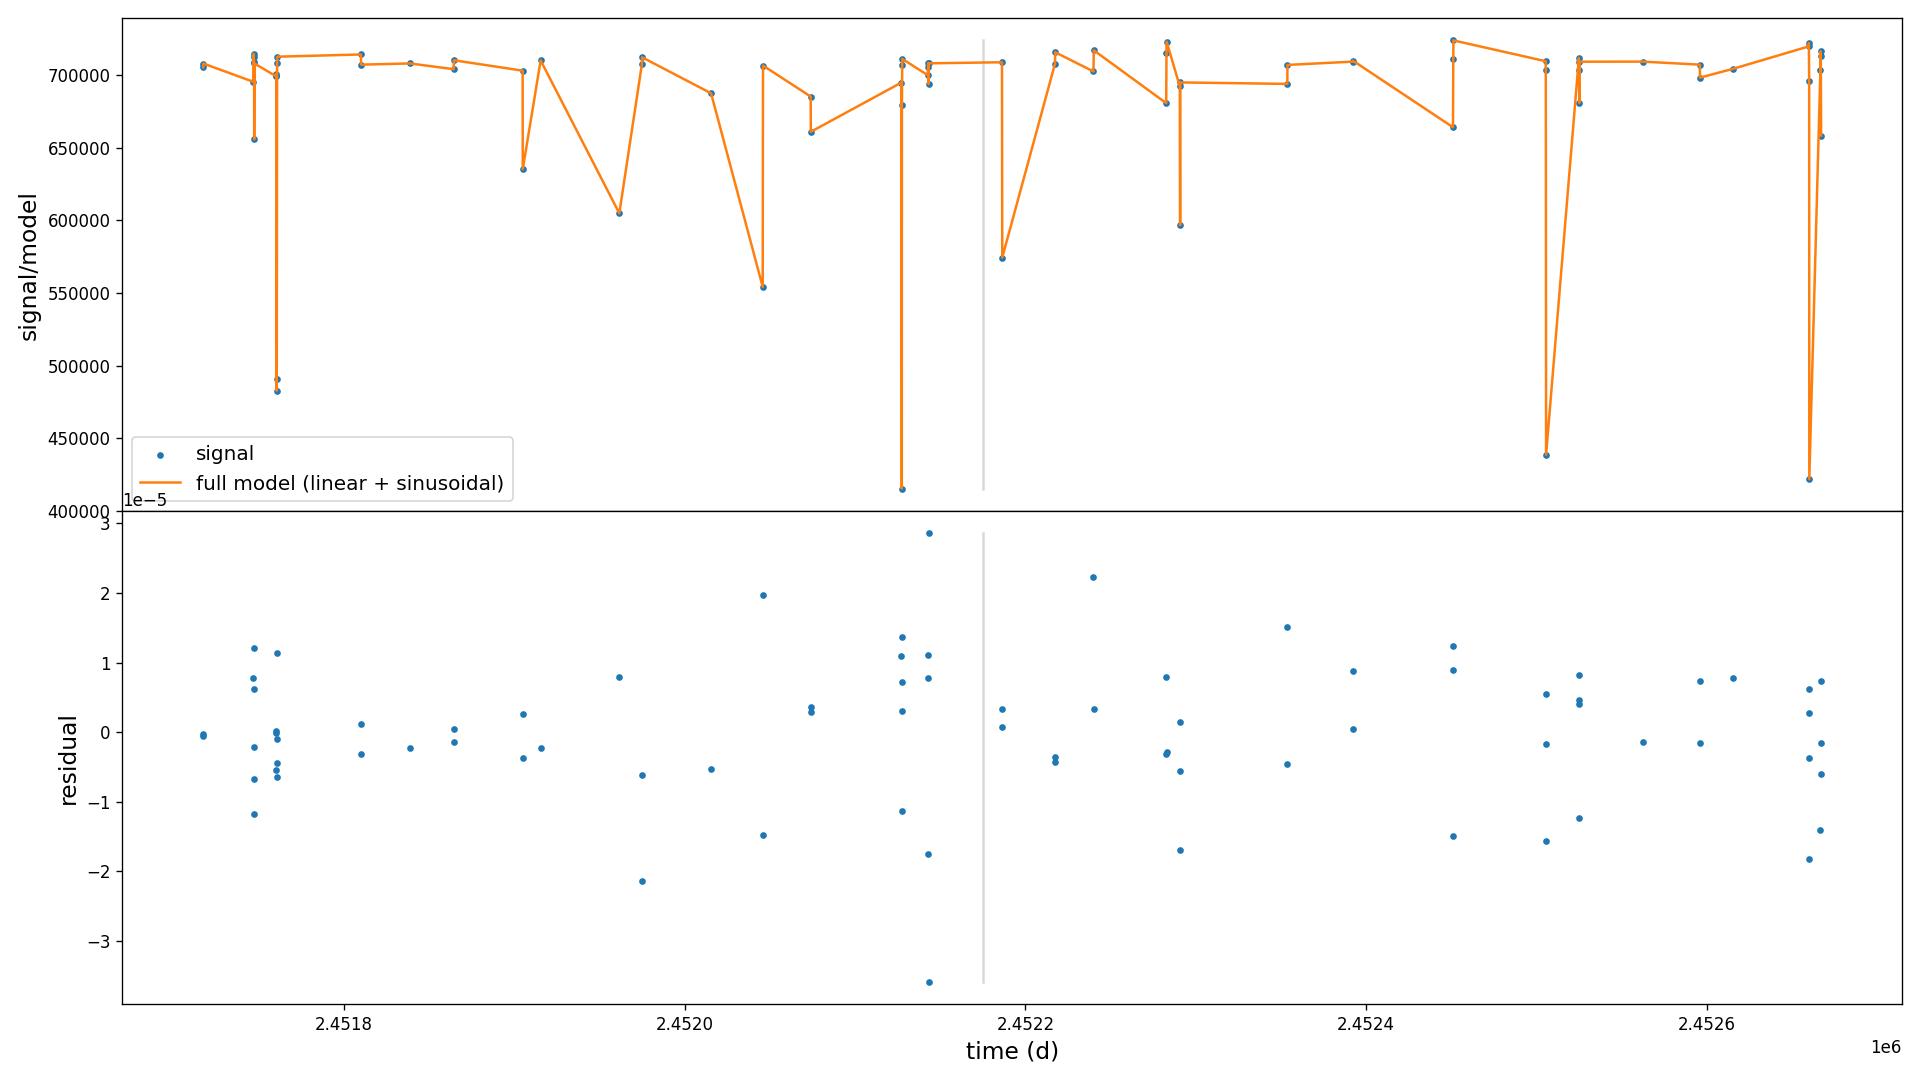 signal/model
700000
650000
600000
550000
500000
450000
400000
signal
full model (linear + sinusoidal)
1e−5
residual
3
2
1
0
−1
−2
−3
2.4518
2.4520
2.4522
2.4524
2.4526
time (d)
1e6